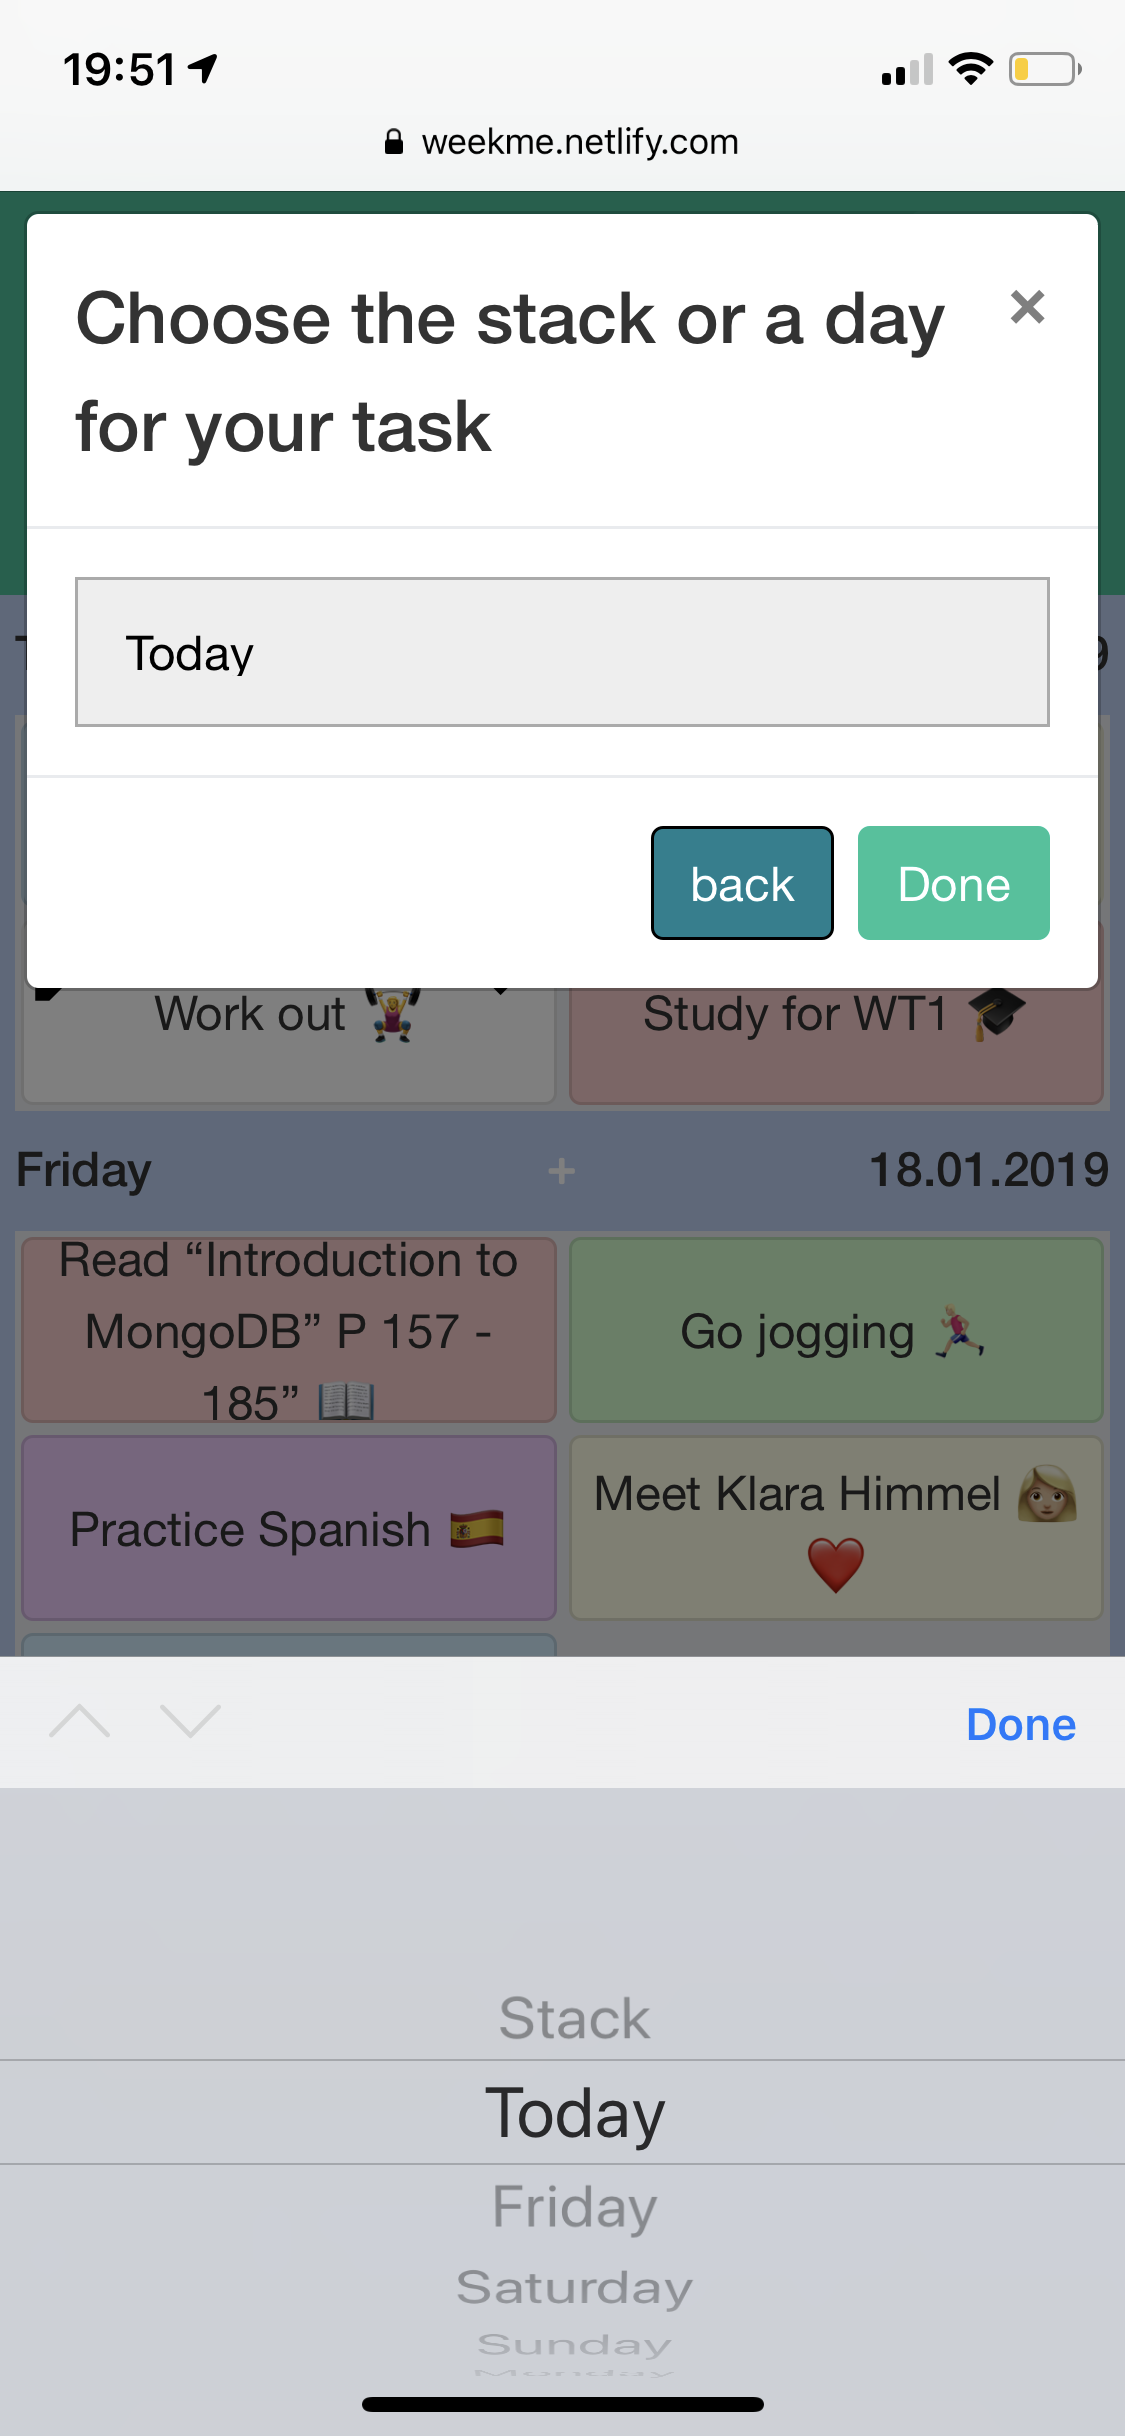 19:51
weekme.netlify.com
Choose the stack or a day
for your task
×
Today
back
Done
Work out 🏋️‍♀️
Study for WT1 🎓
Friday + 18.01.2019
Read “Introduction to
MongoDB” P 157 -
185” 📖
Go jogging 🏃🏼
Practice Spanish 🇪🇸
Meet Klara Himmel 👩🏼
❤️
Done
Stack
Today
Friday
Saturday
Sunday
Monday